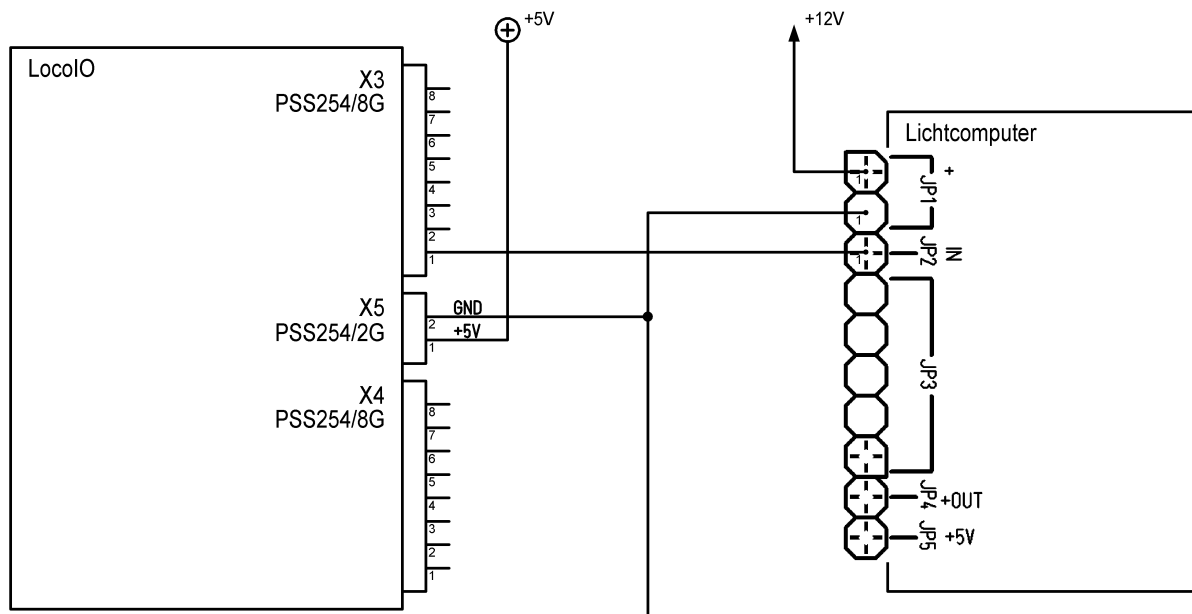 +5V
+12V
LocoIO
X3
PSS254/8G
8
7
6
5
4
3
2
1
X5
PSS254/2G
GND
2
+5V
1
X4
PSS254/8G
8
7
6
5
4
3
2
1
Lichtcomputer
1
+
JP1
1
1
JP2
IN
JP3
JP4
+OUT
JP5
+5V